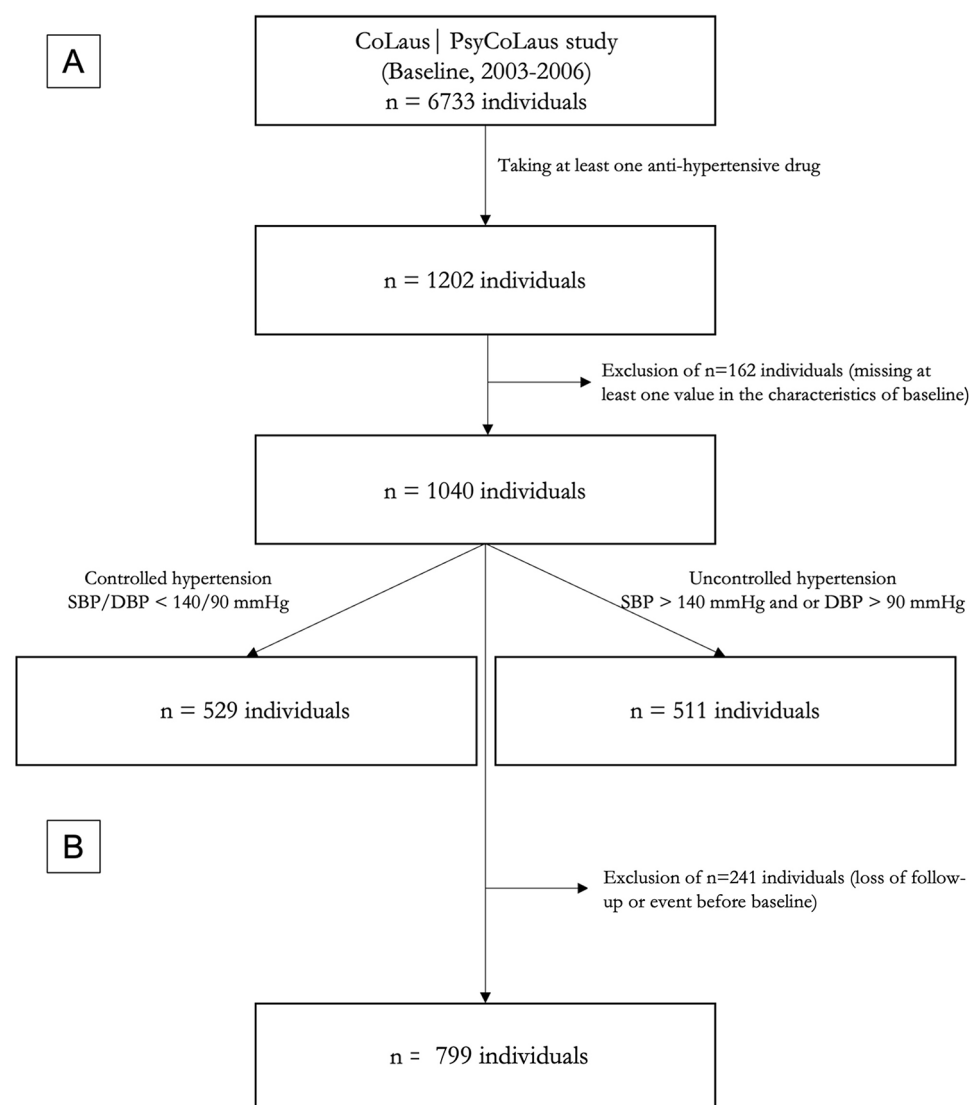 A
CoLaus| PsyCoLaus study
(Baseline, 2003-2006)
n = 6733 individuals
Taking at least one anti-hypertensive drug
n = 1202 individuals
Exclusion of n=162 individuals (missing at
least one value in the characteristics of baseline)
n = 1040 individuals
Controlled hypertension
SBP/DBP < 140/90 mmHg
Uncontrolled hypertension
SBP > 140 mmHg and or DBP > 90 mmHg
n = 529 individuals
n = 511 individuals
B
Exclusion of n=241 individuals (loss of follow-
up or event before baseline)
n = 799 individuals